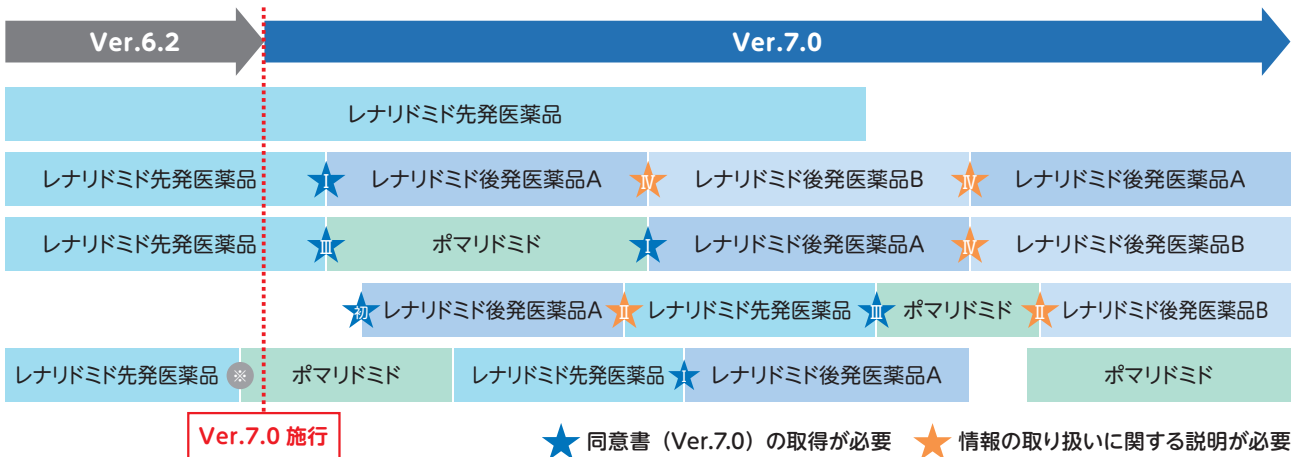 Ver.6.2 Ver.7.0
レナリドミド先発医薬品
レナリドミド先発医薬品 Ⅰ レナリドミド後発医薬品A Ⅳ レナリドミド後発医薬品B Ⅳ レナリドミド後発医薬品A
レナリドミド先発医薬品 Ⅲ ポマリドミド Ⅰ レナリドミド後発医薬品A Ⅳ レナリドミド後発医薬品B
初 レナリドミド後発医薬品A Ⅱ レナリドミド先発医薬品 Ⅲ ポマリドミド Ⅱ レナリドミド後発医薬品B
レナリドミド先発医薬品 ※ ポマリドミド レナリドミド先発医薬品 Ⅰ レナリドミド後発医薬品A ポマリドミド
Ver.7.0 施行
★ 同意書（Ver.7.0）の取得が必要 ★ 情報の取り扱いに関する説明が必要